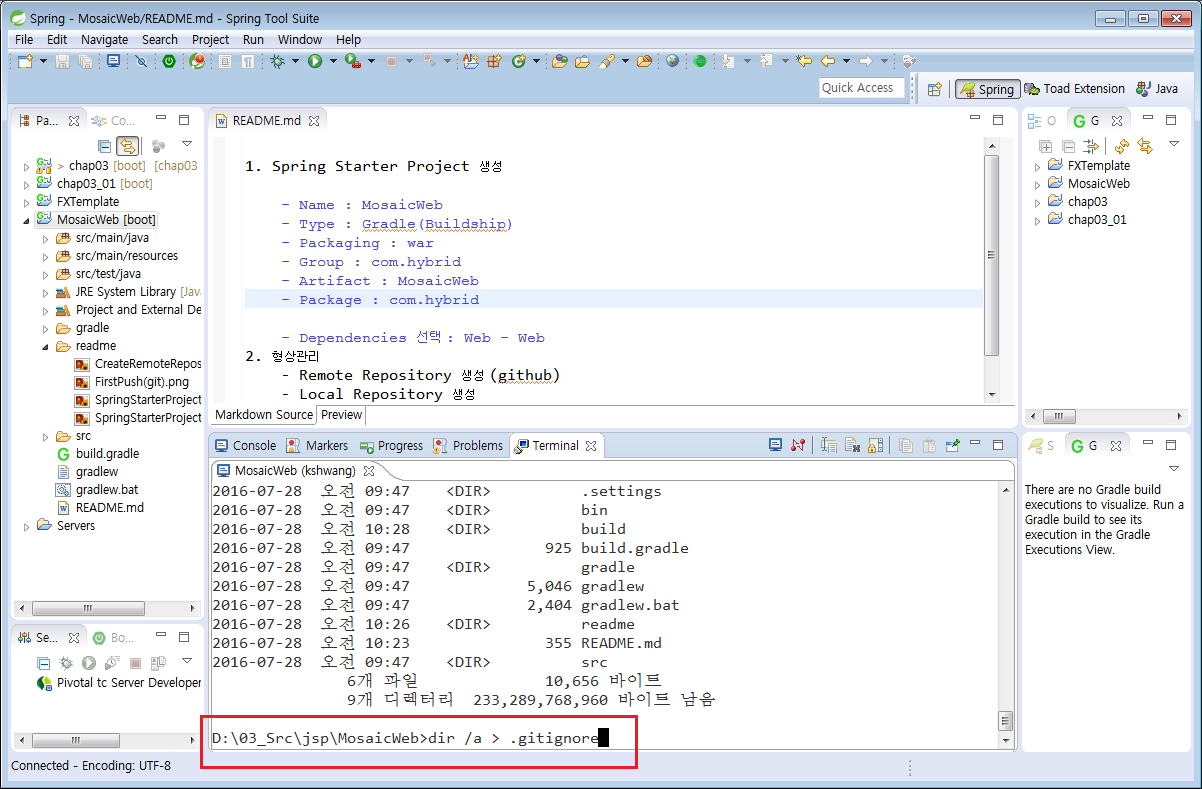 Spring - MosaicWeb/README.md - Spring Tool Suite
File Edit Navigate Search Project Run Window Help
Quick Access
Spring
Toad Extension
Java
Pa...
Co...
> chap03 [boot] [chap03
chap03_01 [boot]
FXTemplate
MosaicWeb [boot]
src/main/java
src/main/resources
src/test/java
JRE System Library [Java
Project and External De
gradle
readme
CreateRemoteRepos
FirstPush(git).png
SpringStarterProject
SpringStarterProject
src
build.gradle
gradlew
gradlew.bat
README.md
Servers
Se...
Bo...
Pivotal tc Server Developer
README.md
1. Spring Starter Project 생성
- Name : MosaicWeb
- Type : Gradle(Buildship)
- Packaging : war
- Group : com.hybrid
- Artifact : MosaicWeb
- Package : com.hybrid
- Dependencies 선택 : Web - Web
2. 형상관리
- Remote Repository 생성 (github)
- Local Repository 생성
Markdown Source Preview
Console Markers Progress Problems Terminal
MosaicWeb (kshwang)
2016-07-28 오전 09:47 <DIR> .settings
2016-07-28 오전 09:47 <DIR> bin
2016-07-28 오전 10:28 <DIR> build
2016-07-28 오전 09:47 925 build.gradle
2016-07-28 오전 09:47 <DIR> gradle
2016-07-28 오전 09:47 5,046 gradlew
2016-07-28 오전 09:47 2,404 gradlew.bat
2016-07-28 오전 10:26 <DIR> readme
2016-07-28 오전 10:23 355 README.md
2016-07-28 오전 09:47 <DIR> src
6개 파일 10,656 바이트
9개 디렉터리 233,289,768,960 바이트 남음
D:\03_Src\jsp\MosaicWeb>dir /a > .gitignore
O
G
FXTemplate
MosaicWeb
chap03
chap03_01
S
G
There are no Gradle build
executions to visualize. Run a
Gradle build to see its
execution in the Gradle
Executions View.
Connected - Encoding: UTF-8